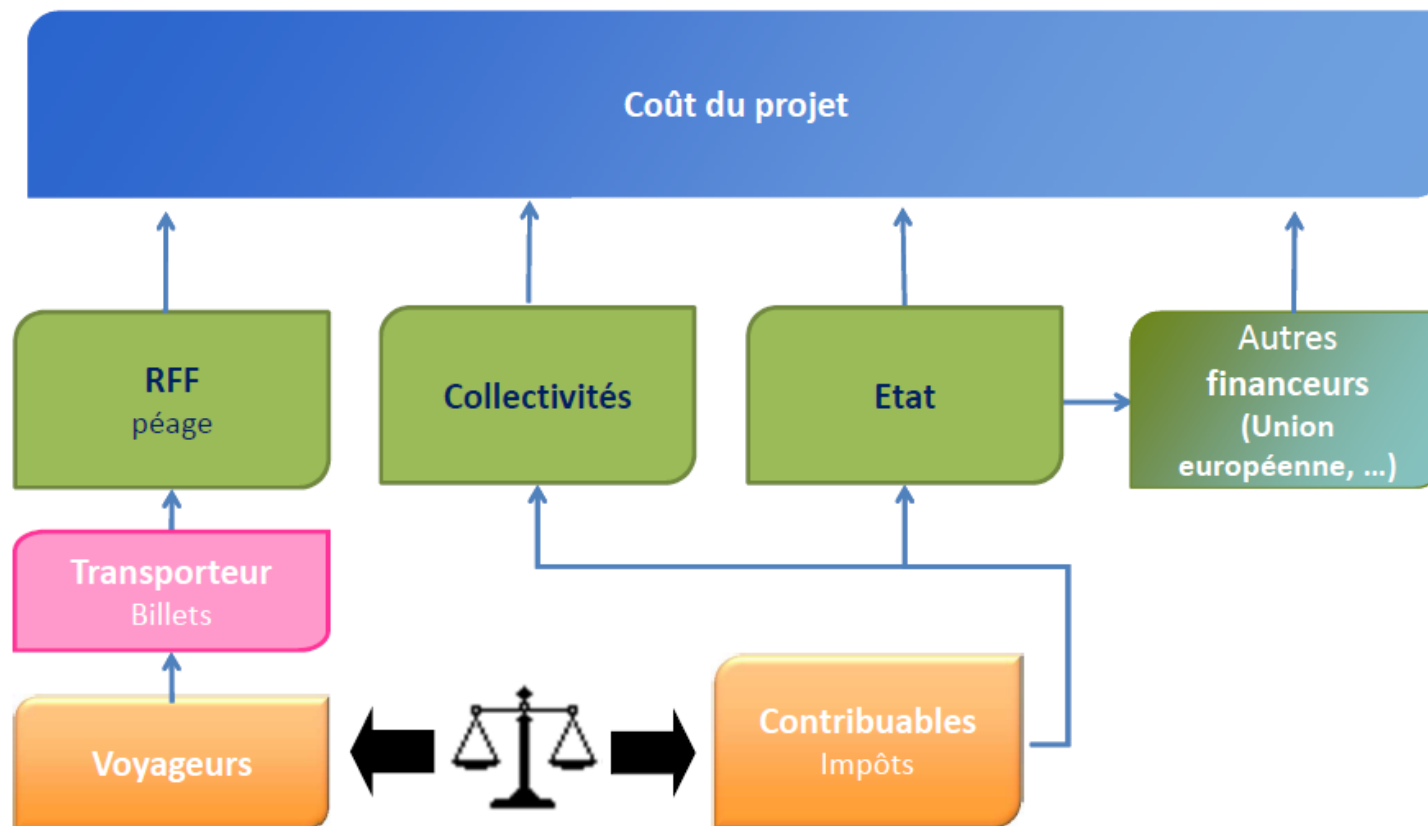 Coût du projet
RFF
péage
Collectivités
Etat
Autres
financeurs
(Union
européenne, ...)
Transporteur
Billets
Voyageurs
Contribuables
Impôts